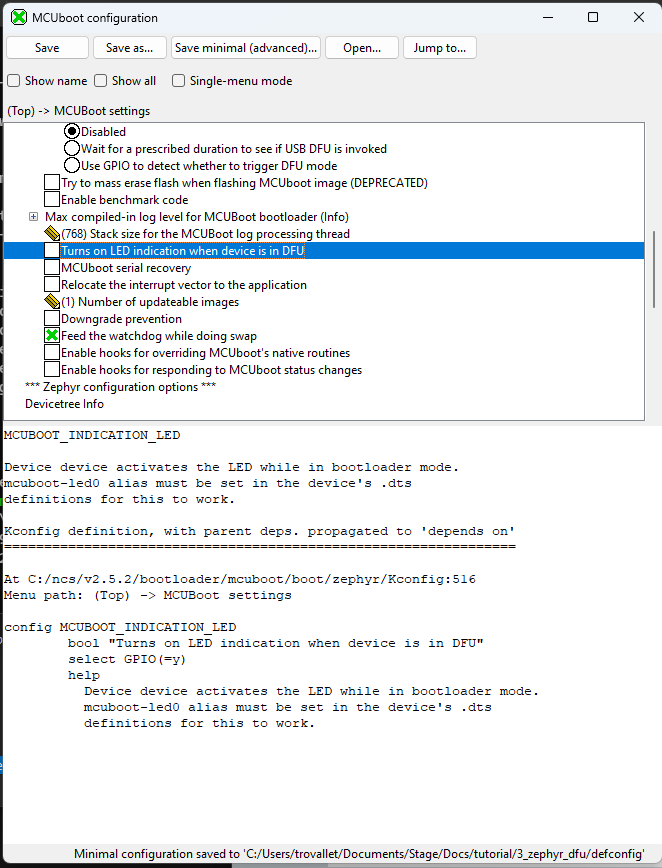 MCUboot configuration
Save Save as... Save minimal (advanced)... Open... Jump to...
Show name Show all Single-menu mode
(Top) -> MCUBoot settings
Disabled
Wait for a prescribed duration to see if USB DFU is invoked
Use GPIO to detect whether to trigger DFU mode
Try to mass erase flash when flashing MCUboot image (DEPRECATED)
Enable benchmark code
Max compiled-in log level for MCUBoot bootloader (Info)
(768) Stack size for the MCUBoot log processing thread
Turns on LED indication when device is in DFU
MCUboot serial recovery
Relocate the interrupt vector to the application
(1) Number of updateable images
Downgrade prevention
Feed the watchdog while doing swap
Enable hooks for overriding MCUboot's native routines
Enable hooks for responding to MCUboot status changes
*** Zephyr configuration options ***
Devicetree Info
MCUBOOT_INDICATION_LED
Device device activates the LED while in bootloader mode.
mcuboot-led0 alias must be set in the device's .dts
definitions for this to work.
Kconfig definition, with parent deps. propagated to 'depends on'
================================================================
At C:/ncs/v2.5.2/bootloader/mcuboot/boot/zephyr/Kconfig:516
Menu path: (Top) -> MCUBoot settings
config MCUBOOT_INDICATION_LED
bool "Turns on LED indication when device is in DFU"
select GPIO(=y)
help
Device device activates the LED while in bootloader mode.
mcuboot-led0 alias must be set in the device's .dts
definitions for this to work.
Minimal configuration saved to 'C:/Users/trovallet/Documents/Stage/Docs/tutorial/3_zephyr_dfu/defconfig'